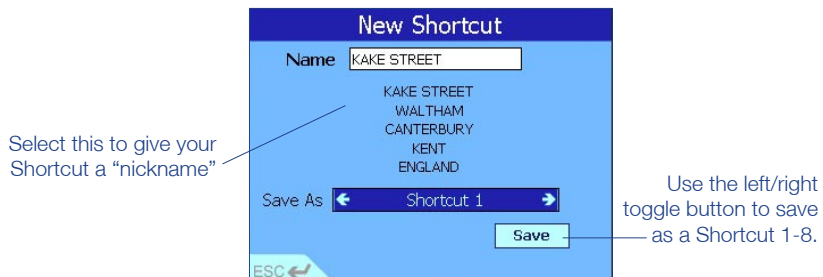 New Shortcut
Name KAKE STREET
KAKE STREET
WALTHAM
CANTERBURY
KENT
ENGLAND
Select this to give your
Shortcut a “nickname”
Save As Shortcut 1
Save
Use the left/right
toggle button to save
as a Shortcut 1-8.
ESC